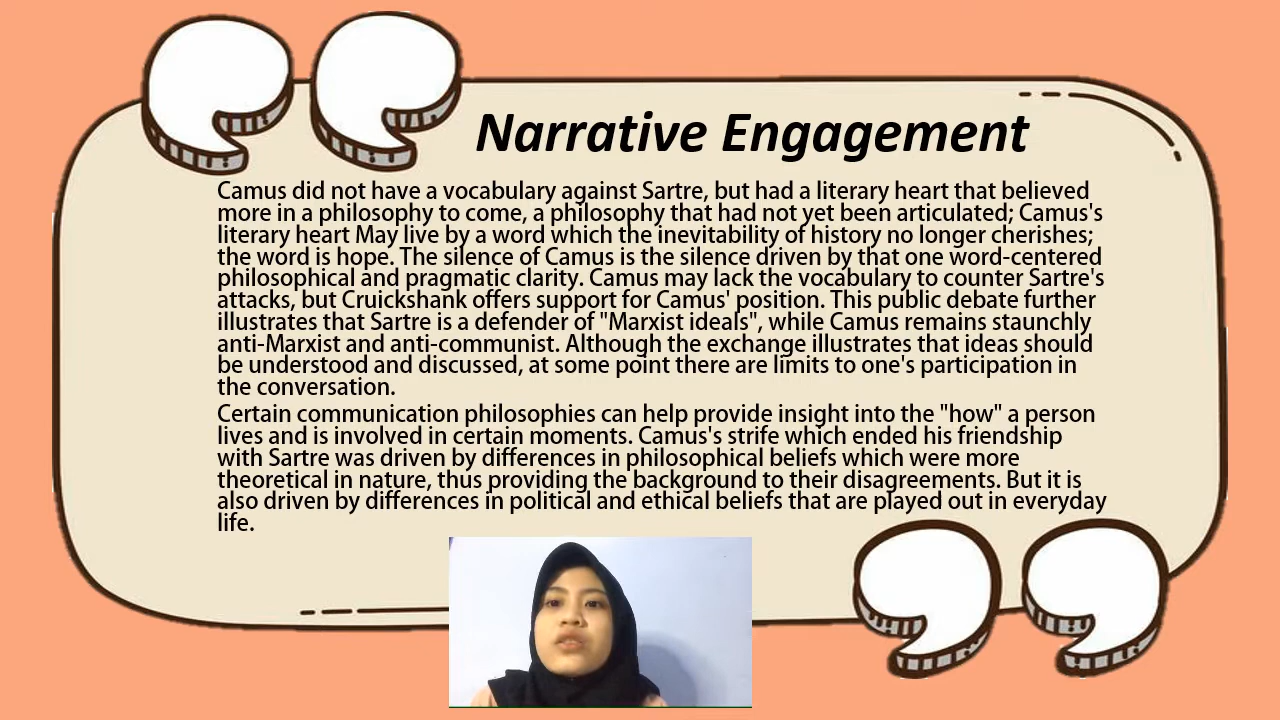 Narrative Engagement
Camus did not have a vocabulary against Sartre, but had a literary heart that believed
more in a philosophy to come, a philosophy that had not yet been articulated; Camus's
literary heart May live by a word which the inevitability of history no longer cherishes;
the word is hope. The silence of Camus is the silence driven by that one word-centered
philosophical and pragmatic clarity. Camus may lack the vocabulary to counter Sartre's
attacks, but Cruickshank offers support for Camus' position. This public debate further
illustrates that Sartre is a defender of "Marxist ideals", while Camus remains staunchly
anti-Marxist and anti-communist. Although the exchange illustrates that ideas should
be understood and discussed, at some point there are limits to one's participation in
the conversation.
Certain communication philosophies can help provide insight into the "how" a person
lives and is involved in certain moments. Camus's strife which ended his friendship
with Sartre was driven by differences in philosophical beliefs which were more
theoretical in nature, thus providing the background to their disagreements. But it is
also driven by differences in political and ethical beliefs that are played out in everyday
life.